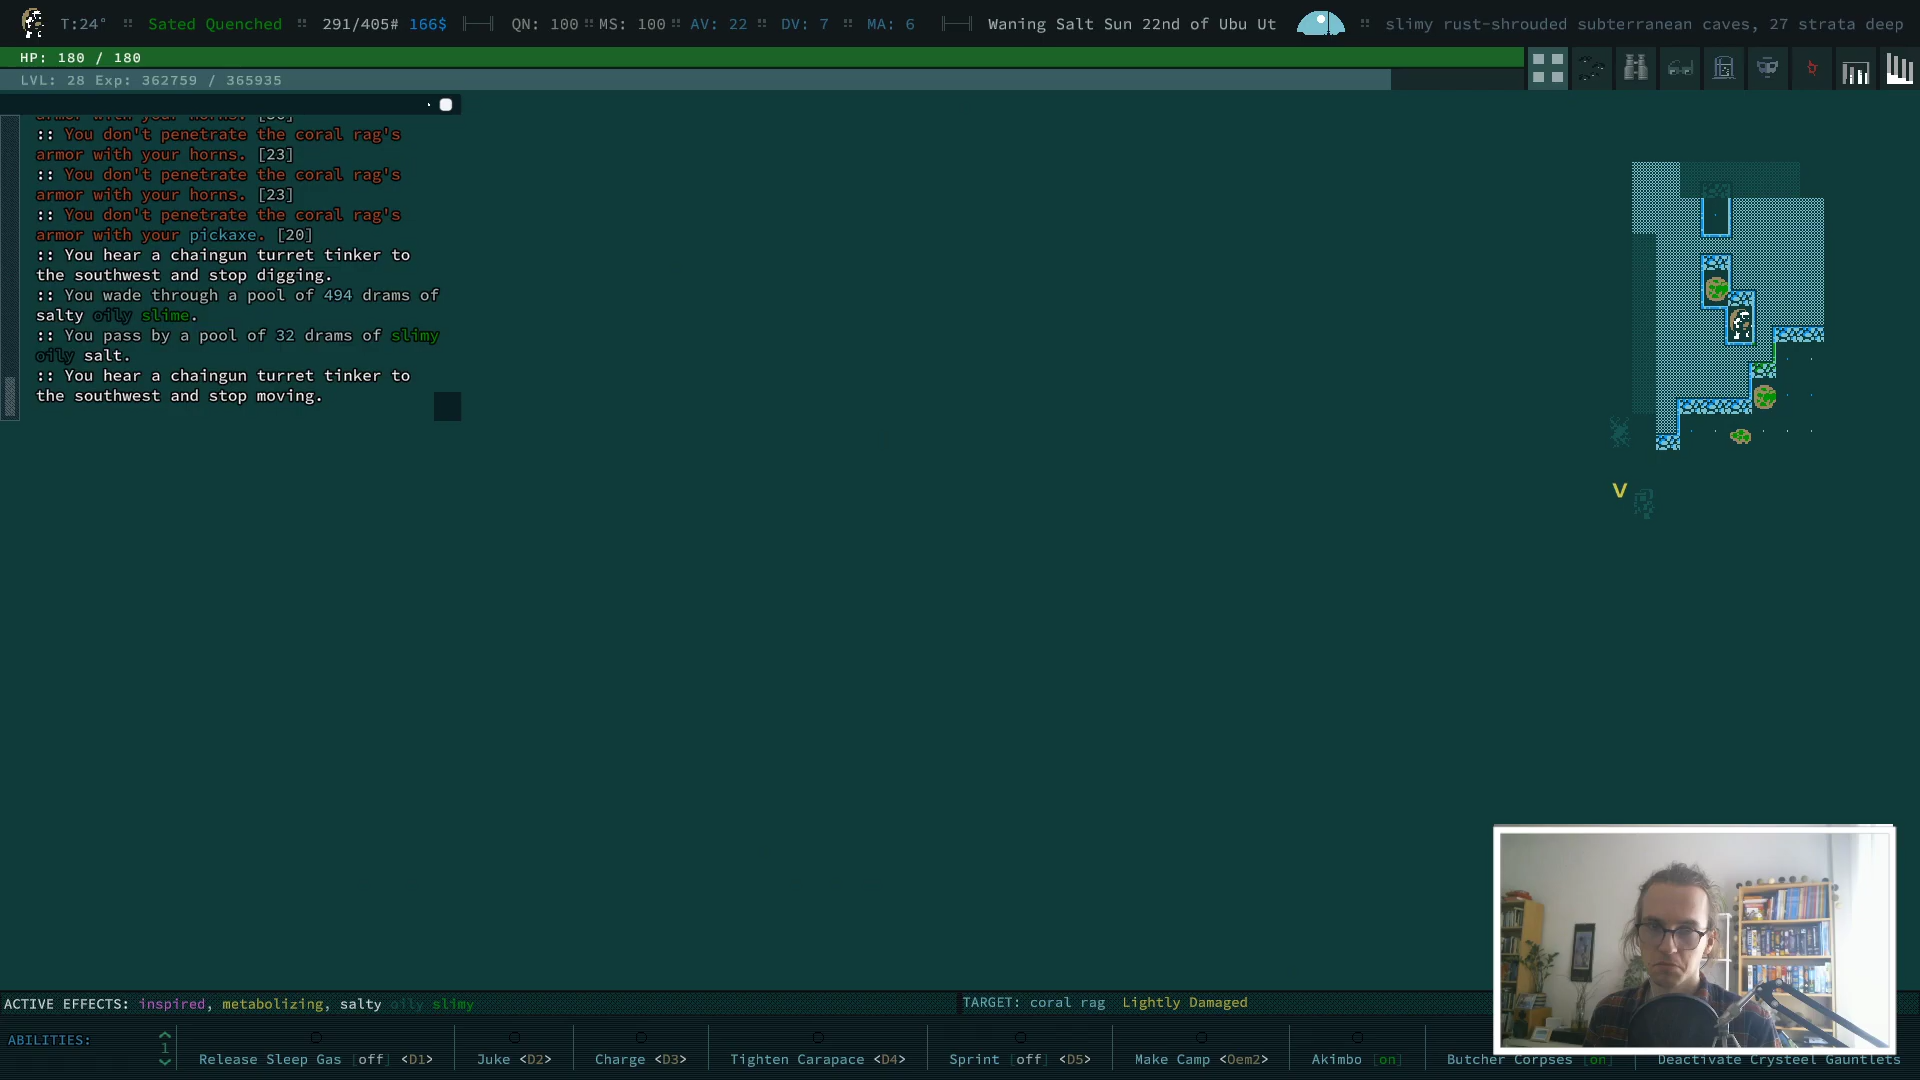 T:24° Sated Quenched 291/405# 166$ QN: 100 MS: 100 AV: 22 DV: 7 MA: 6 Waning Salt Sun 22nd of Ubu Ut slimy rust-shrouded subterranean caves, 27 strata deep
HP: 180 / 180
LVL: 28 Exp: 362759 / 365935
:: You don't penetrate the coral rag's
armor with your horns. [23]
:: You don't penetrate the coral rag's
armor with your horns. [23]
:: You don't penetrate the coral rag's
armor with your pickaxe. [20]
:: You hear a chaingun turret tinker to
the southwest and stop digging.
:: You wade through a pool of 494 drams of
salty oily slime.
:: You pass by a pool of 32 drams of slimy
oily salt.
:: You hear a chaingun turret tinker to
the southwest and stop moving.
V
ACTIVE EFFECTS: inspired, metabolizing, salty oily slimy
TARGET: coral rag Lightly Damaged
ABILITIES: 1 Release Sleep Gas [off] <D1> Juke <D2> Charge <D3> Tighten Carapace <D4> Sprint [off] <D5> Make Camp <Oem2> Akimbo [on] Butcher Corpses [on] Deactivate Crysteel Gauntlets